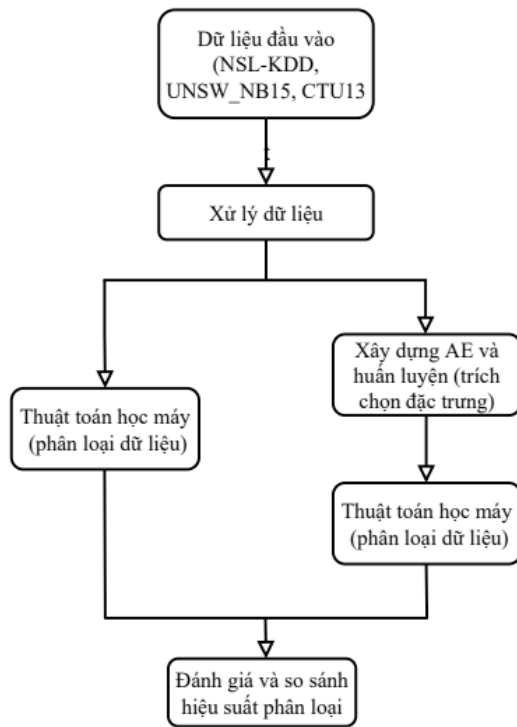 Dữ liệu đầu vào
(NSL-KDD,
UNSW_NB15, CTU13
Xử lý dữ liệu
Thuật toán học máy
(phân loại dữ liệu)
Xây dựng AE và
huấn luyện (trích
chọn đặc trưng)
Thuật toán học máy
(phân loại dữ liệu)
Đánh giá và so sánh
hiệu suất phân loại